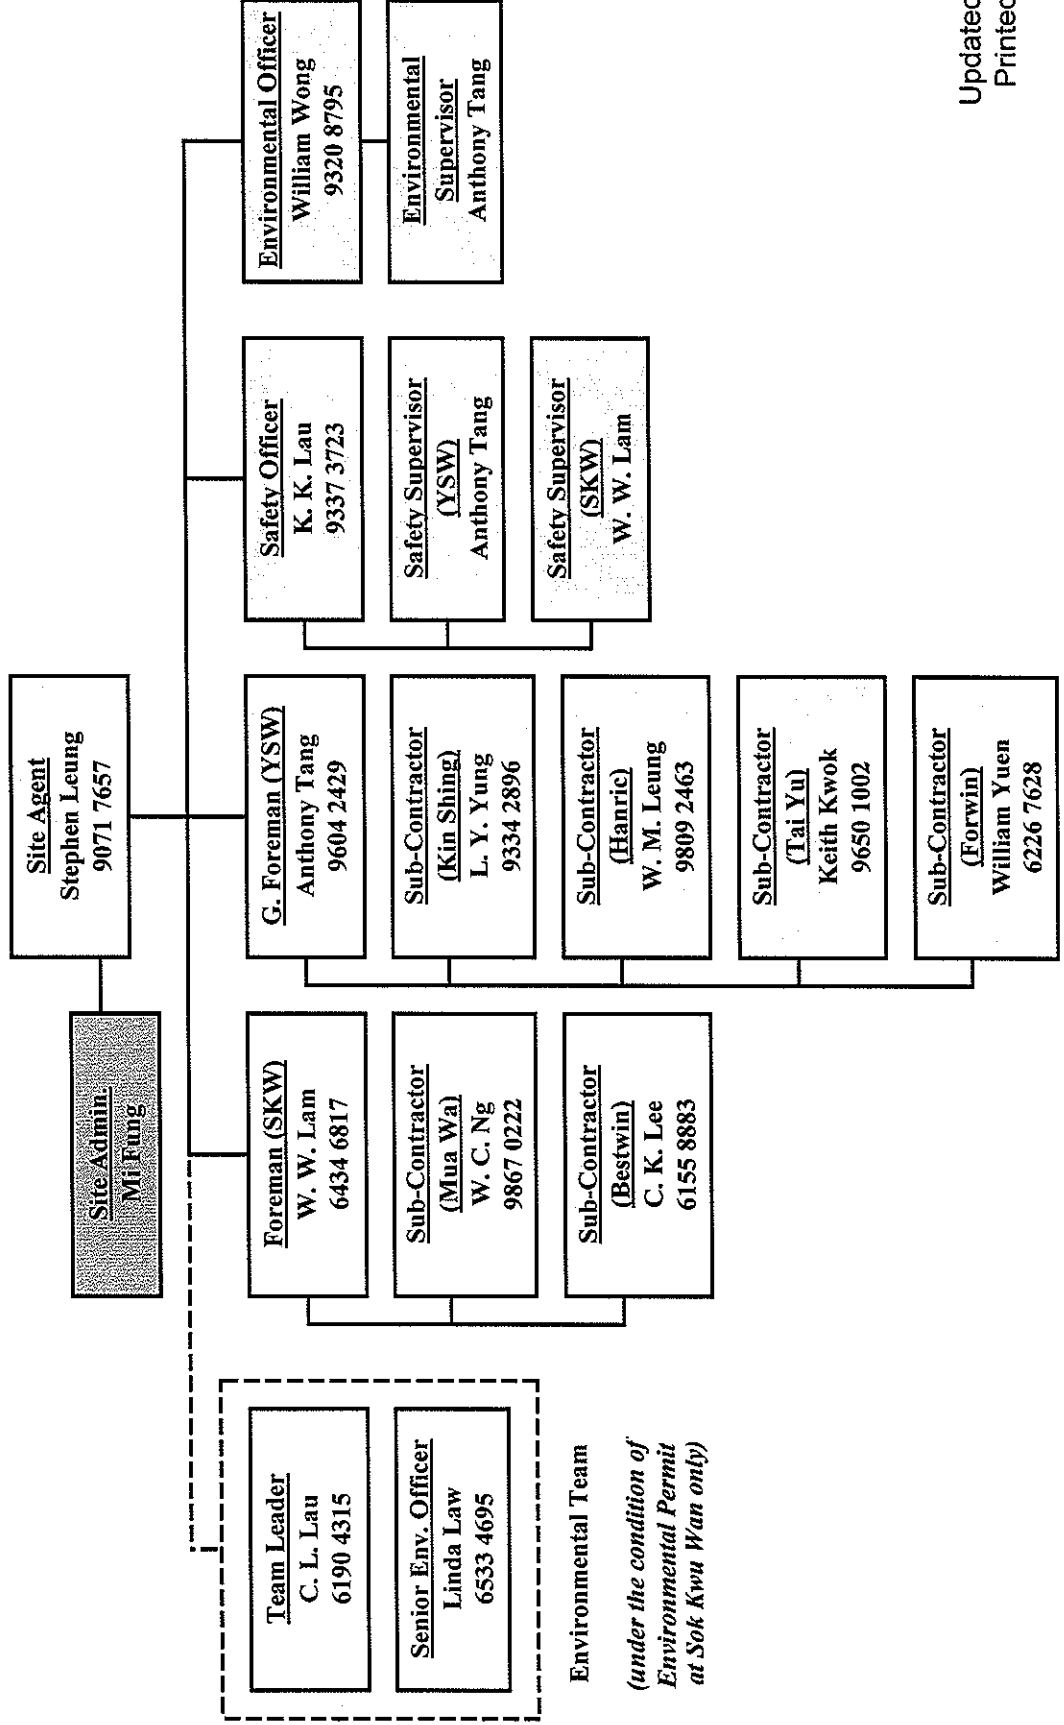 Site Agent
Stephen Leung
9071 7657
Site Admin.
Mi Fung
Team Leader
C. L. Lau
6190 4315
Senior Env. Officer
Linda Law
6533 4695
Environmental Team
(under the condition of
Environmental Permit
at Sok Kwu Wan only)
Foreman (SKW)
W. W. Lam
6434 6817
Sub-Contractor
(Mua Wa)
W. C. Ng
9867 0222
Sub-Contractor
(Bestwin)
C. K. Lee
6155 8883
G. Foreman (YSW)
Anthony Tang
9604 2429
Sub-Contractor
(Kin Shing)
L. Y. Yung
9334 2896
Sub-Contractor
(Hanric)
W. M. Leung
9809 2463
Sub-Contractor
(Tai Yu)
Keith Kwok
9650 1002
Sub-Contractor
(Forwin)
William Yuen
6226 7628
Safety Officer
K. K. Lau
9337 3723
Safety Supervisor
(YSW)
Anthony Tang
Safety Supervisor
(SKW)
W. W. Lam
Environmental Officer
William Wong
9320 8795
Environmental
Supervisor
Anthony Tang
Updated
Printed